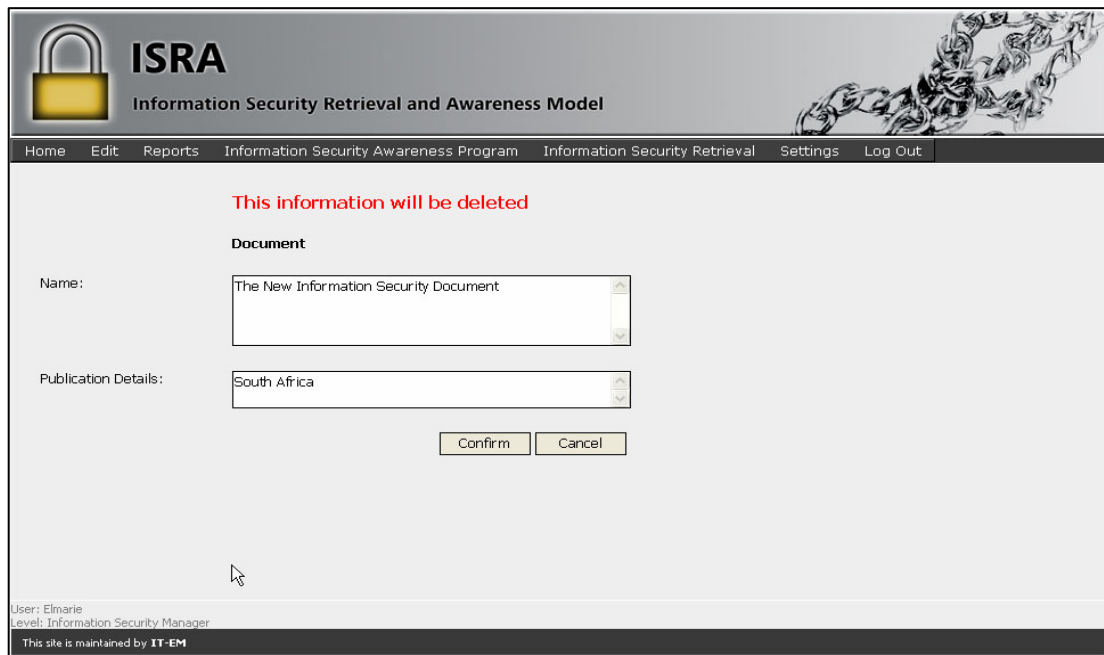 ISRA
Information Security Retrieval and Awareness Model
Home Edit Reports Information Security Awareness Program Information Security Retrieval Settings Log Out
This information will be deleted
Document
Name:
The New Information Security Document
Publication Details:
South Africa
Confirm Cancel
User: Elmarie
Level: Information Security Manager
This site is maintained by IT-EM